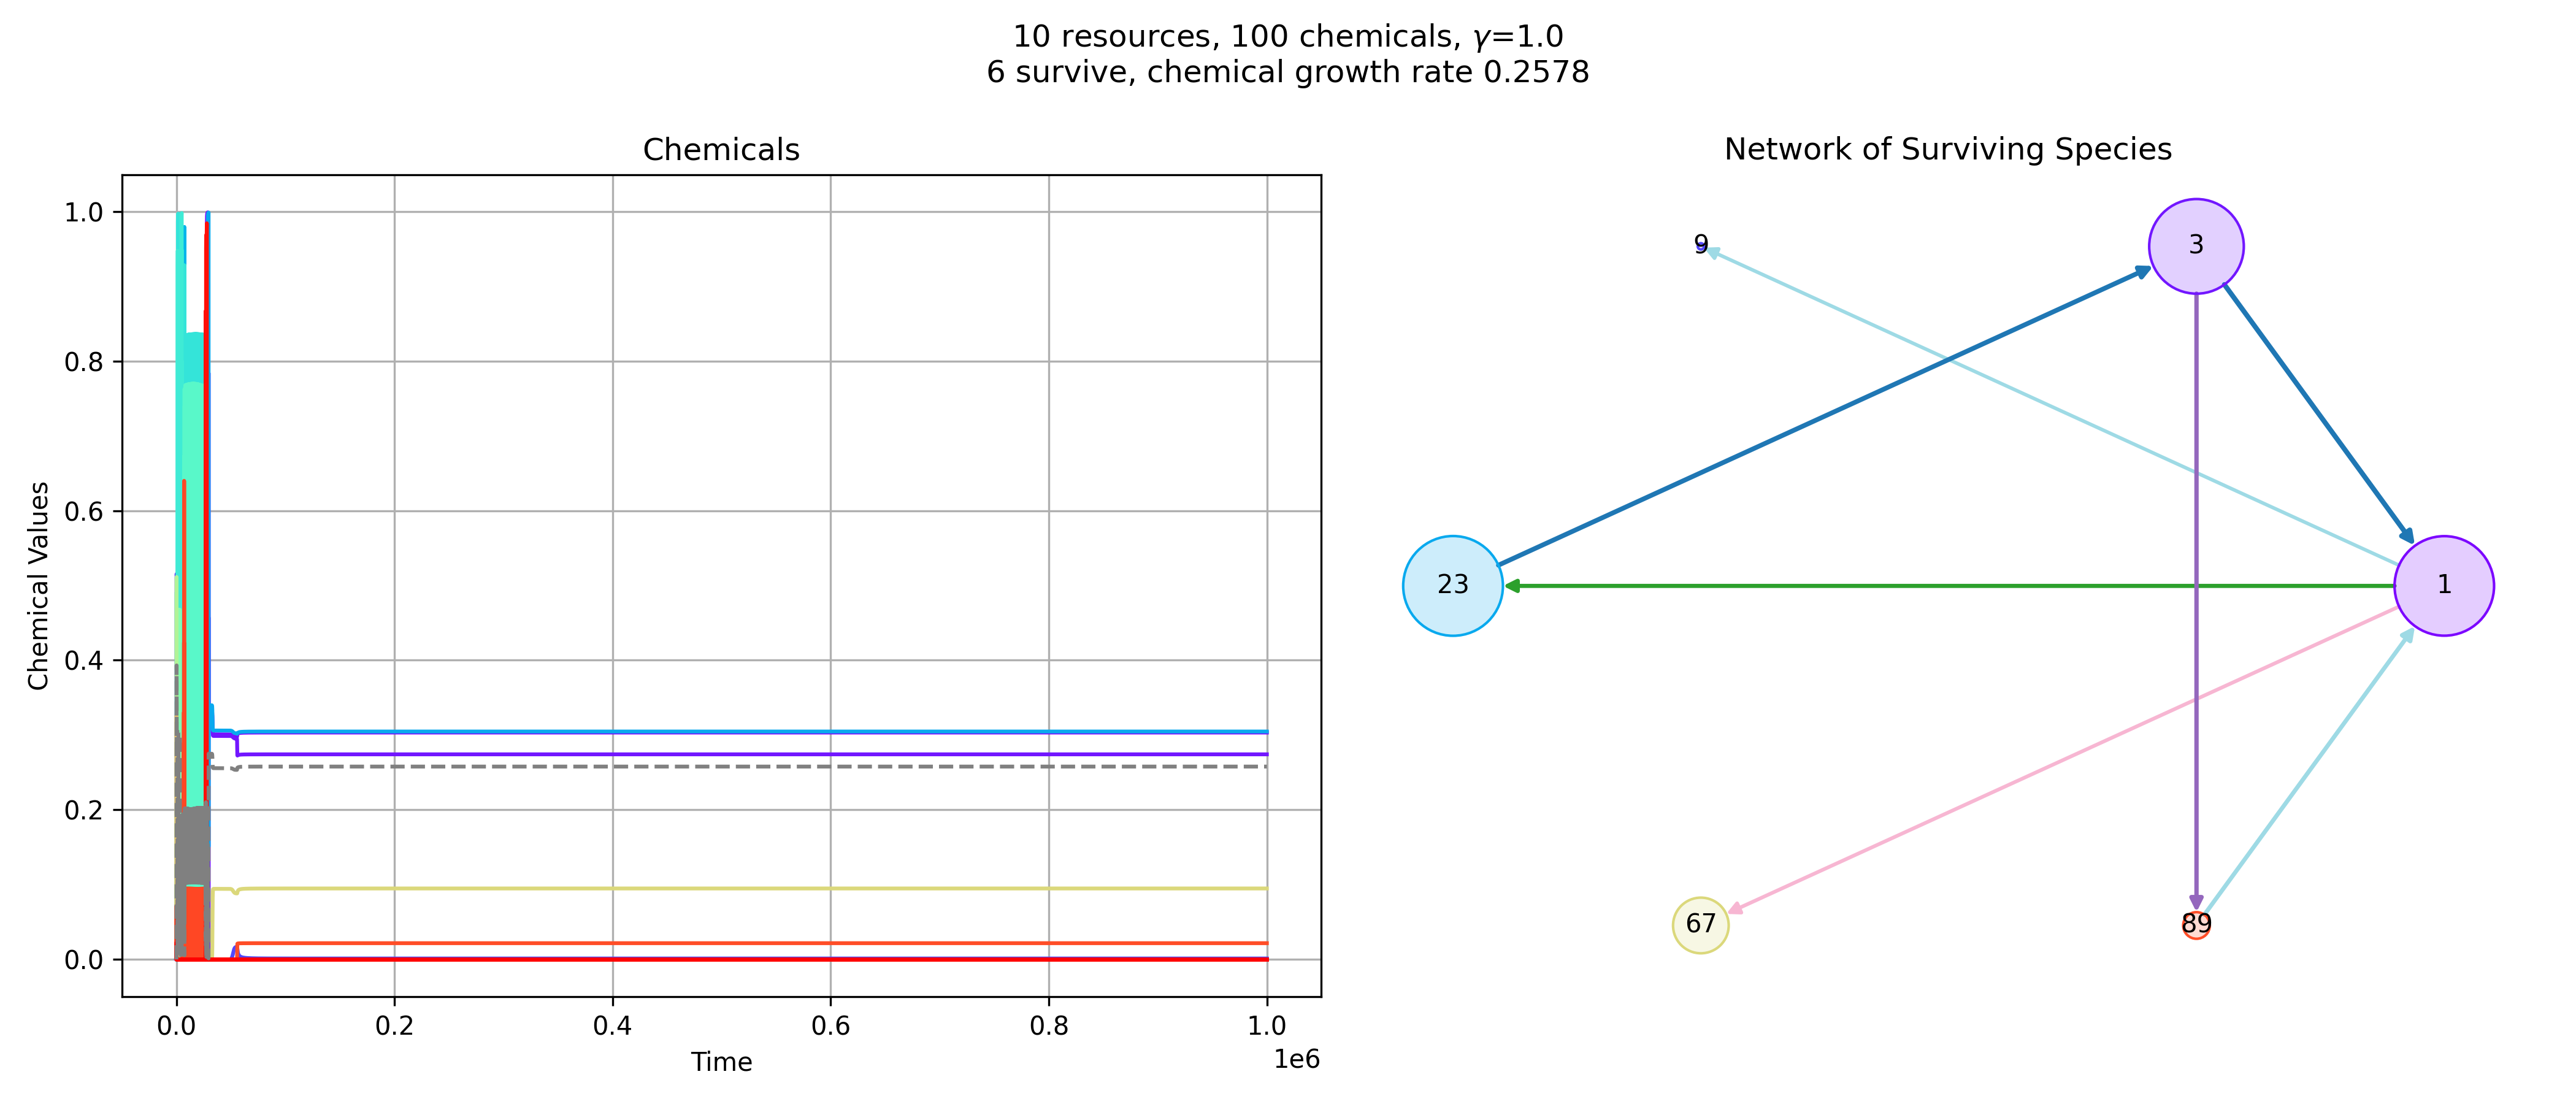 10 resources, 100 chemicals, γ=1.0
6 survive, chemical growth rate 0.2578
Chemicals
Network of Surviving Species
Chemical Values
1.0
0.8
0.6
0.4
0.2
0.0
0.0 0.2 0.4 0.6 0.8 1.0
1e6
Time
9
3
23
1
67
89